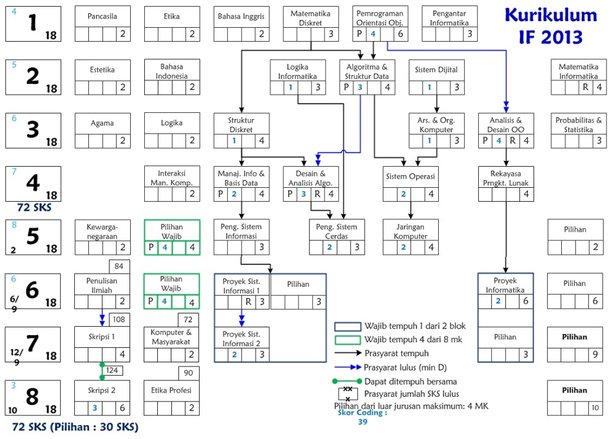 Kurikulum
IF 2013
4
1
18
Pancasila
2
Etika
2
Bahasa Inggris
2
Matematika
Diskret
3
Pemrograman
Orientasi Obj.
P 4 6
Pengantar
Informatika
2
5
2
18
Estetika
2
Bahasa
Indonesia
2
Logika
Informatika
1 3
Algoritma &
Struktur Data
P 3 4
Sistem Dijital
1 3
Matematika
Informatika
R 4
6
3
18
Agama
2
Logika
2
Struktur
Diskret
1 4
Ars. & Org.
Komputer
1 3
Analisis &
Desain OO
P 4 R 4
Probabilitas &
Statistika
3
7
4
18
72 SKS
Interaksi
Man. Komp.
2
Manaj. Info &
Basis Data
P 2 4
Desain &
Analisis Algo.
P 3 R 4
Sistem Operasi
2 4
Rekayasa
Prngkt. Lunak
4
8
5
2
18
Kewarga-
negaraan
2
Pilihan
Wajib
P 4 4
Peng. Sistem
Informasi
3
Peng. Sistem
Cerdas
2 4
Jaringan
Komputer
2 4
Pilihan
2
6
6
6/
9
18
84
Penulisan
Ilmiah
2
Pilihan
Wajib
P 4 4
Proyek Sist.
Informasi 1
R 3
Pilihan
3
Proyek
Informatika
2 6
Pilihan
6
7
12/
9
18
108
Skripsi 1
4
72
Komputer &
Masyarakat
2
Proyek Sist.
Informasi 2
2 3
Pilihan
9
3
8
10
18
124
Skripsi 2
3 6
90
Etika Profesi
2
Pilihan
10
Wajib tempuh 1 dari 2 blok
Wajib tempuh 4 dari 8 mk
Prasyarat tempuh
Prasyarat lulus (min D)
Dapat ditempuh bersama
xx
xx
Prasyarat jumlah SKS lulus
Pilihan dari luar jurusan maksimum: 4 MK
Skor Coding :
39
72 SKS (Pilihan : 30 SKS)